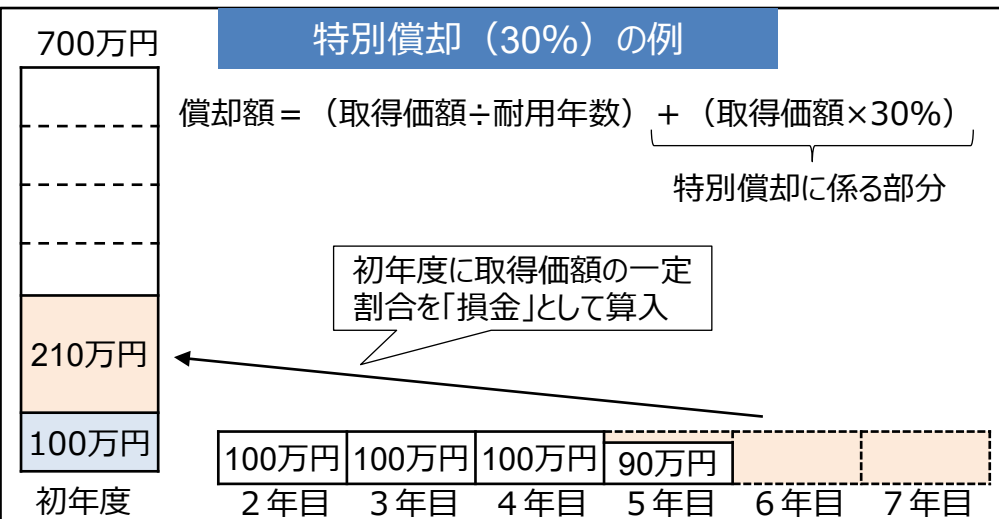 700万円
特別償却（30%）の例
償却額＝（取得価額÷耐用年数）＋（取得価額×30%）
特別償却に係る部分
初年度に取得価額の一定
割合を「損金」として算入
210万円
100万円
100万円 100万円 100万円 90万円
初年度 ２年目 ３年目 ４年目 ５年目 ６年目 ７年目